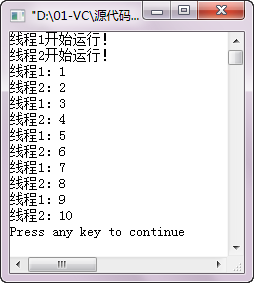 "D:\01-VC\源代码...
线程1开始运行!
线程2开始运行!
线程1: 1
线程2: 2
线程1: 3
线程2: 4
线程1: 5
线程2: 6
线程1: 7
线程2: 8
线程1: 9
线程2: 10
Press any key to continue